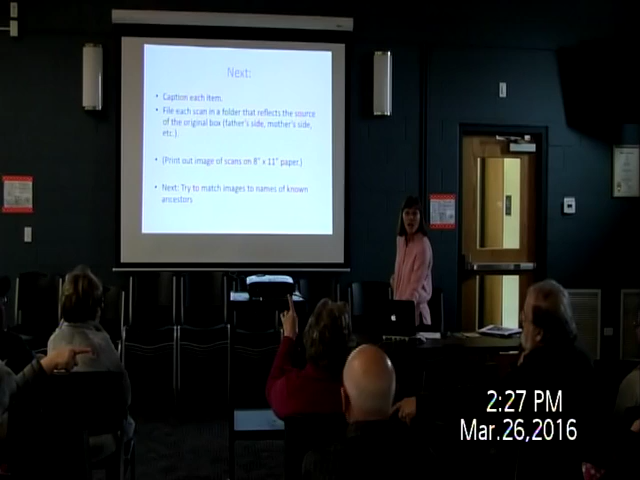 Next:
• Caption each item.
• File each scan in a folder that reflects the source
of the original box (father's side, mother's side,
etc.).
• (Print out image of scans on 8" x 11" paper.)
• Next: Try to match images to names of known
ancestors
2:27 PM
Mar.26,2016